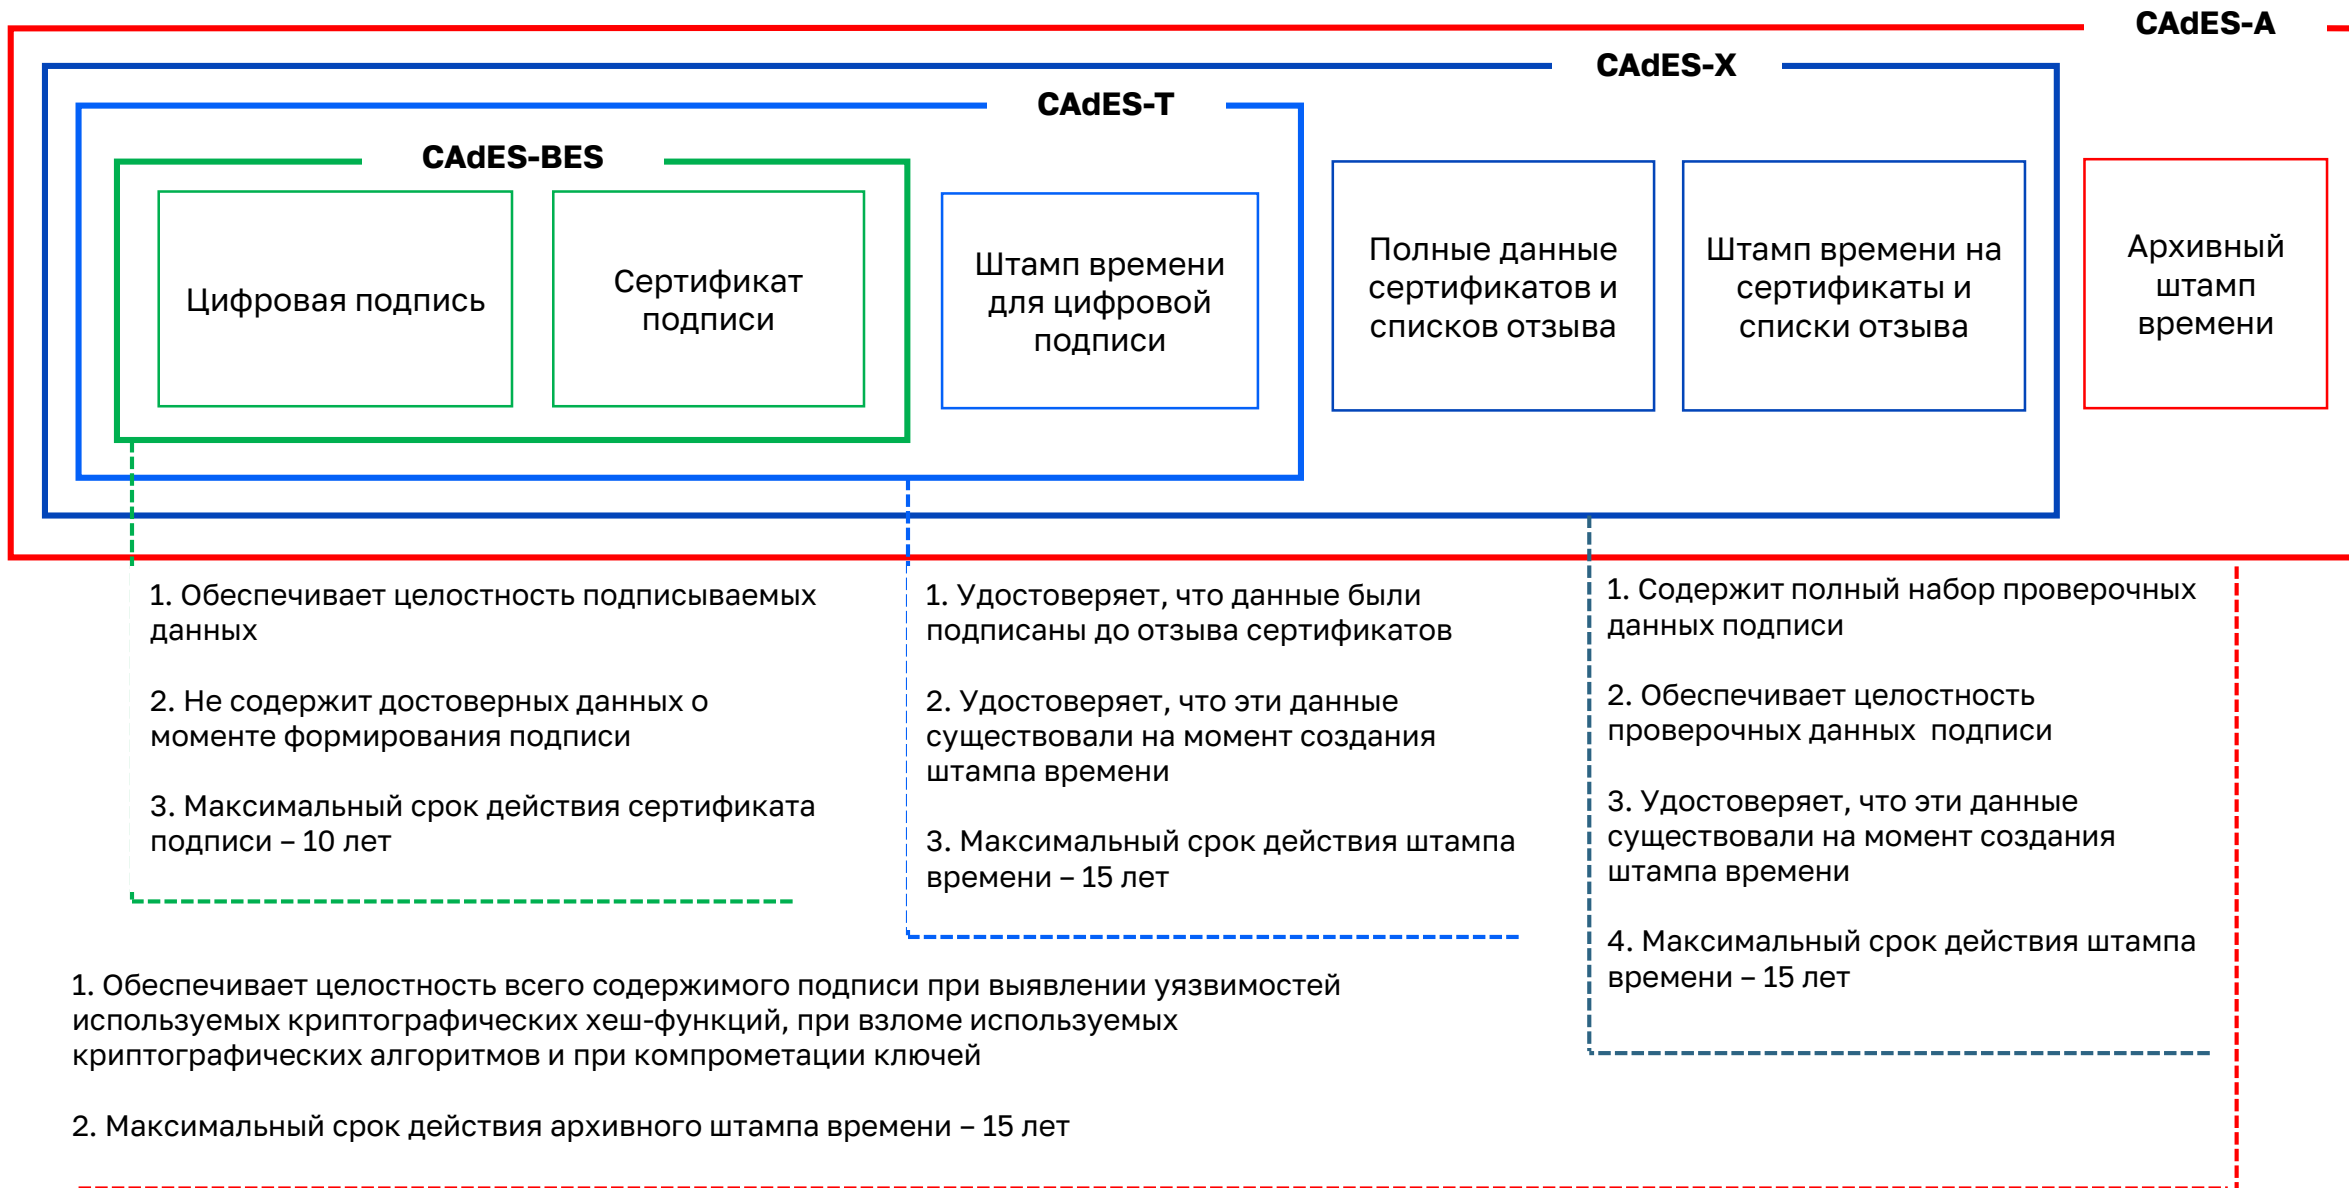 CAdES-A
CAdES-X
CAdES-T
CAdES-BES
Цифровая подпись
Сертификат
подписи
Штамп времени
для цифровой
подписи
Полные данные
сертификатов и
списков отзыва
Штамп времени на
сертификаты и
списки отзыва
Архивный
штамп
времени
1. Обеспечивает целостность подписываемых
данных
2. Не содержит достоверных данных о
моменте формирования подписи
3. Максимальный срок действия сертификата
подписи – 10 лет
1. Удостоверяет, что данные были
подписаны до отзыва сертификатов
2. Удостоверяет, что эти данные
существовали на момент создания
штампа времени
3. Максимальный срок действия штампа
времени – 15 лет
1. Содержит полный набор проверочных
данных подписи
2. Обеспечивает целостность
проверочных данных  подписи
3. Удостоверяет, что эти данные
существовали на момент создания
штампа времени
4. Максимальный срок действия штампа
времени – 15 лет
1. Обеспечивает целостность всего содержимого подписи при выявлении уязвимостей
используемых криптографических хеш-функций, при взломе используемых
криптографических алгоритмов и при компрометации ключей
2. Максимальный срок действия архивного штампа времени – 15 лет